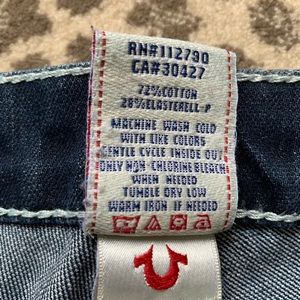 RN#112790
CA#30427
72%COTTON
28%ELASTERELL-P
MACHINE WASH COLD
WITH LIKE COLORS
GENTLE CYCLE INSIDE OUT
ONLY NON-CHLORINE BLEACH
WHEN NEEDED
TUMBLE DRY LOW
WARM IRON IF NEEDED